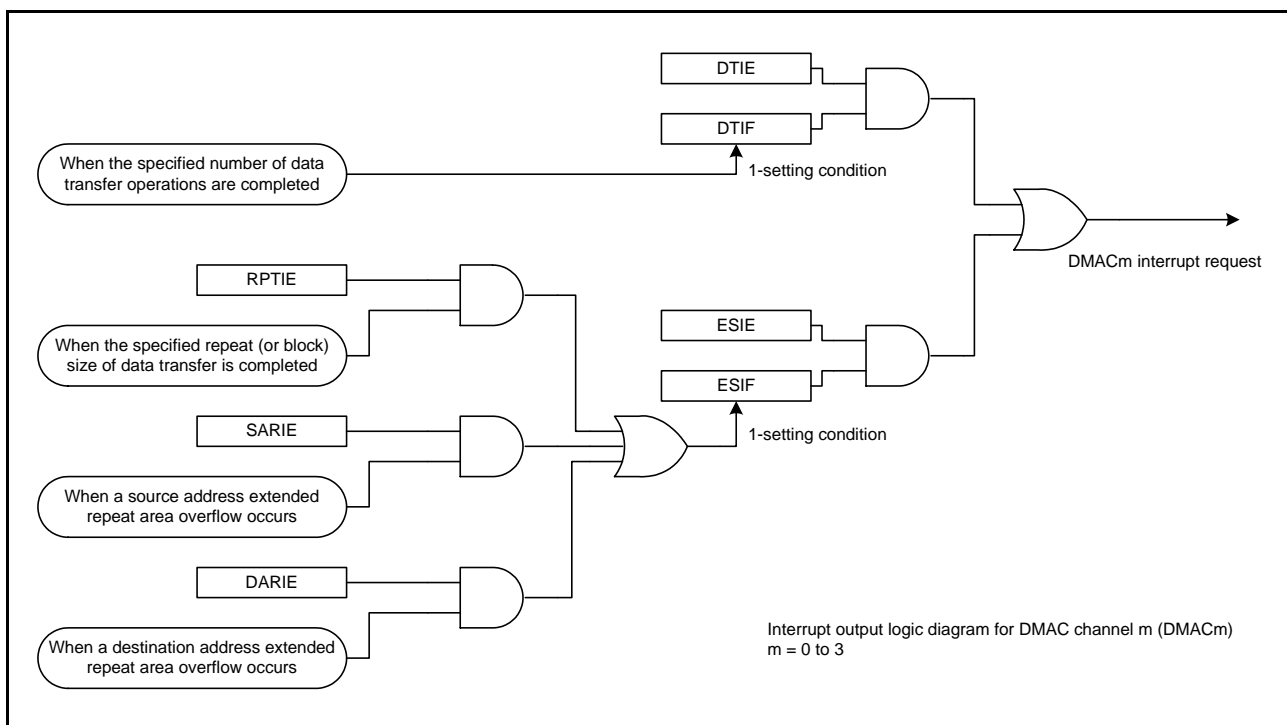 DTIE
DTIF
1-setting condition
When the specified number of data
transfer operations are completed
DMACm interrupt request
RPTIE
When the specified repeat (or block)
size of data transfer is completed
ESIE
ESIF
1-setting condition
SARIE
When a source address extended
repeat area overflow occurs
DARIE
When a destination address extended
repeat area overflow occurs
Interrupt output logic diagram for DMAC channel m (DMACm)
m = 0 to 3